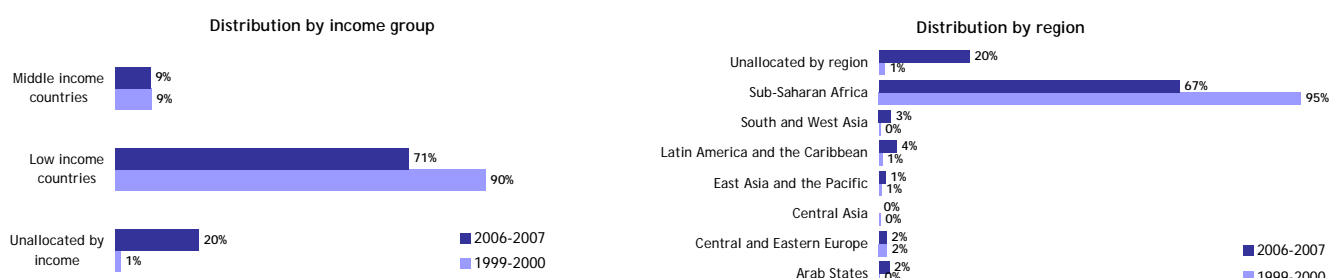 Distribution by income group
Middle income
countries
9%
9%
Low income
countries
71%
90%
Unallocated by
income
20%
1%
2006-2007
1999-2000
Distribution by region
Unallocated by region
20%
1%
Sub-Saharan Africa
67%
95%
South and West Asia
3%
0%
Latin America and the Caribbean
4%
1%
East Asia and the Pacific
1%
1%
Central Asia
0%
0%
Central and Eastern Europe
2%
2%
Arab States
2%
0%
2006-2007
1999-2000